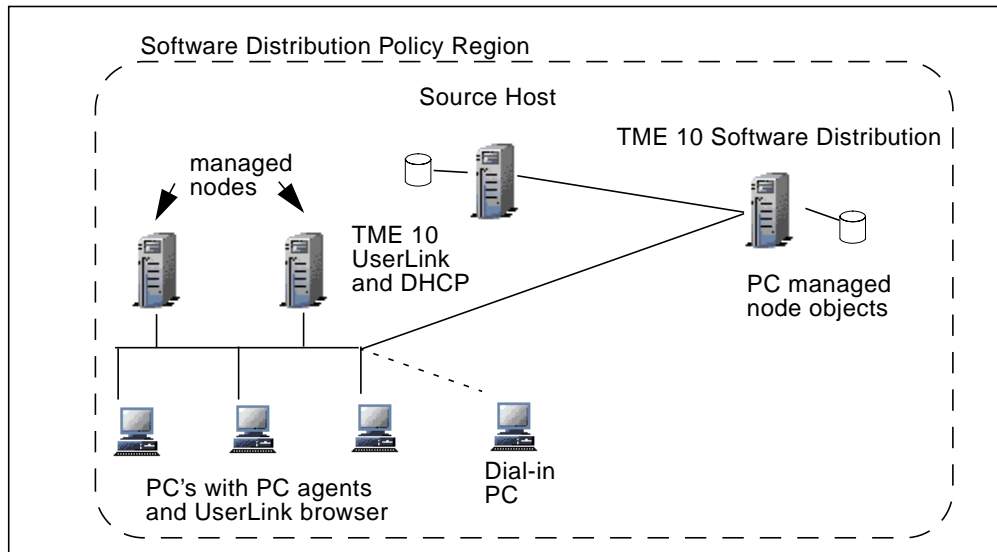 Software Distribution Policy Region
Source Host
TME 10 Software Distribution
managed
nodes
TME 10
UserLink
and DHCP
PC managed
node objects
PC's with PC agents
and UserLink browser
Dial-in
PC